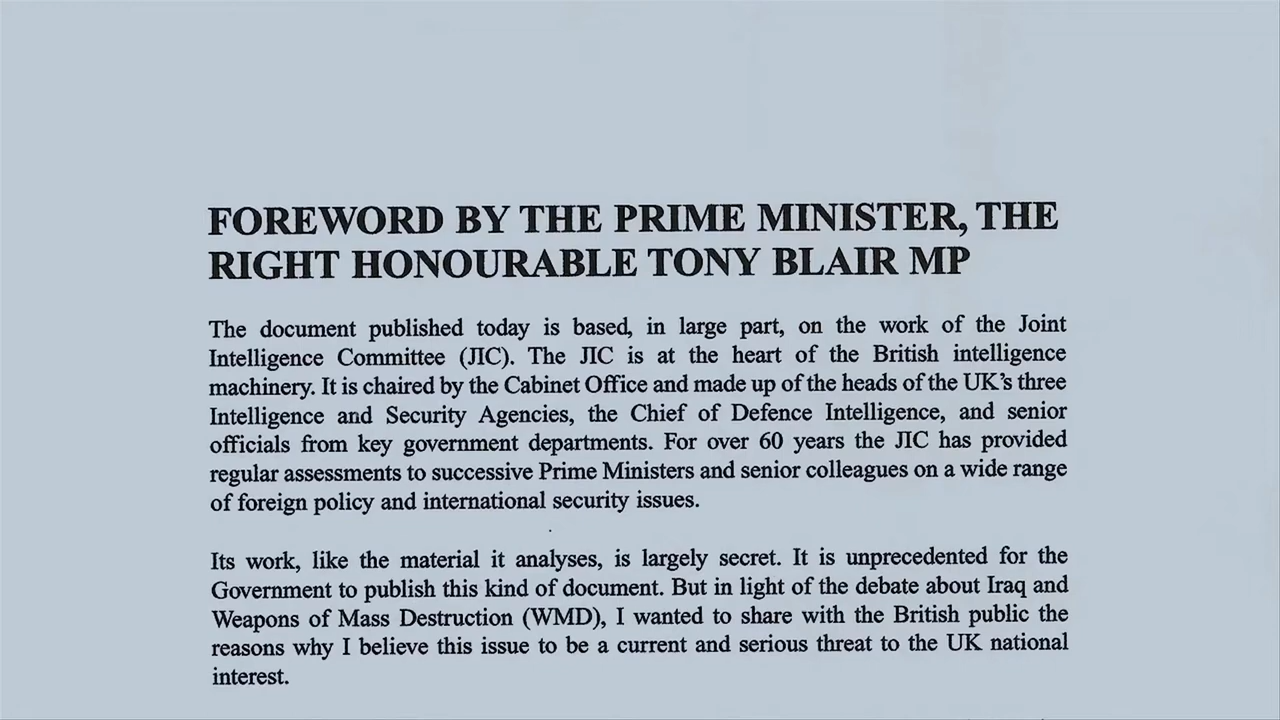 FOREWORD BY THE PRIME MINISTER, THE
RIGHT HONOURABLE TONY BLAIR MP
The document published today is based, in large part, on the work of the Joint
Intelligence Committee (JIC). The JIC is at the heart of the British intelligence
machinery. It is chaired by the Cabinet Office and made up of the heads of the UK’s three
Intelligence and Security Agencies, the Chief of Defence Intelligence, and senior
officials from key government departments. For over 60 years the JIC has provided
regular assessments to successive Prime Ministers and senior colleagues on a wide range
of foreign policy and international security issues.
Its work, like the material it analyses, is largely secret. It is unprecedented for the
Government to publish this kind of document. But in light of the debate about Iraq and
Weapons of Mass Destruction (WMD), I wanted to share with the British public the
reasons why I believe this issue to be a current and serious threat to the UK national
interest.